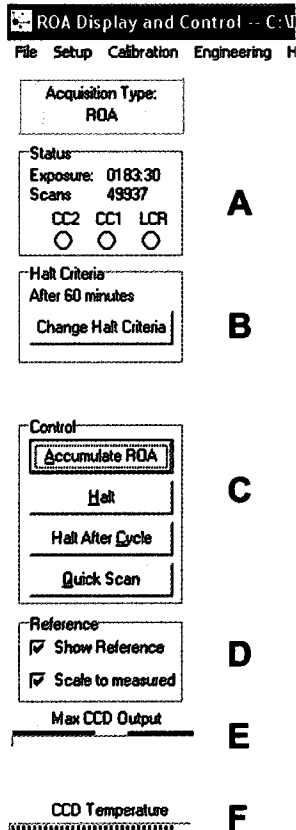 ROA Display and Control -- C:\
File Setup Calibration Engineering H
Acquisition Type:
ROA
Status
Exposure: 0183:30
Scans 49937
CC2 CC1 LCR
A
Halt Criteria
After 60 minutes
Change Halt Criteria
B
Control
Accumulate ROA
Halt
Halt After Cycle
Quick Scan
C
Reference
Show Reference
Scale to measured
D
Max CCD Output
E
CCD Temperature
F